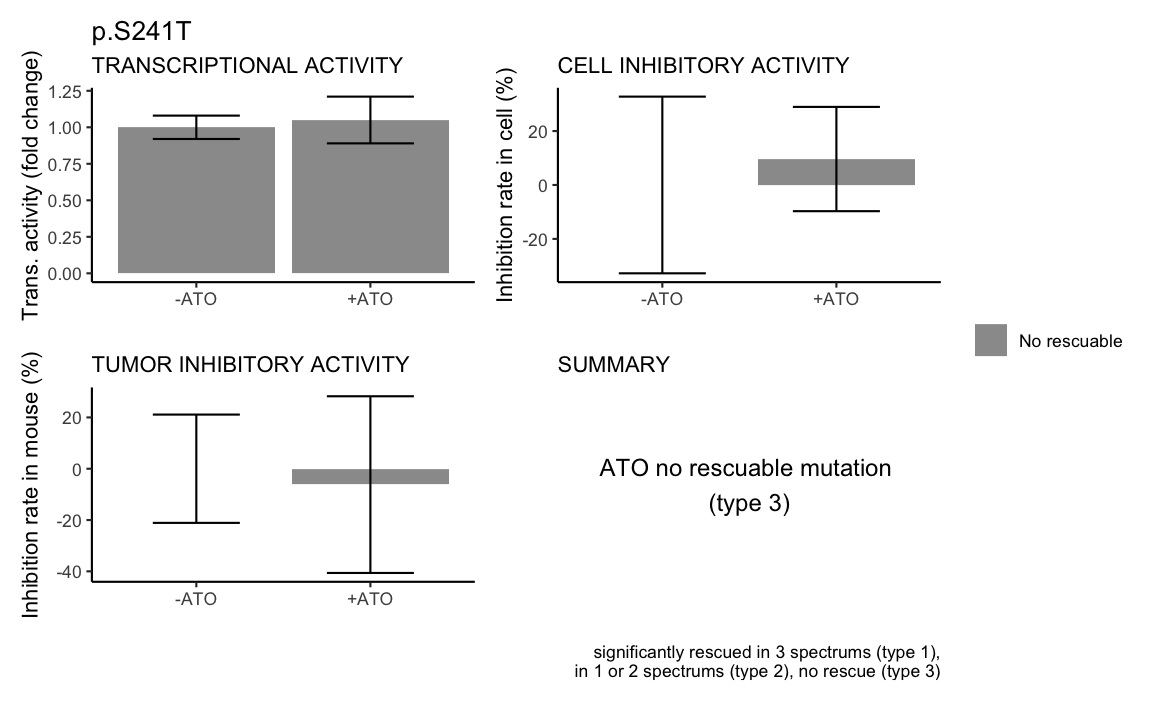 p.S241T
TRANSCRIPTIONAL ACTIVITY
Trans. activity (fold change)
1.25
1.00
0.75
0.50
0.25
0.00
-ATO
+ATO
CELL INHIBITORY ACTIVITY
Inhibition rate in cell (%)
20
0
-20
-ATO
+ATO
No rescuable
TUMOR INHIBITORY ACTIVITY
Inhibition rate in mouse (%)
20
0
-20
-40
-ATO
+ATO
SUMMARY
ATO no rescuable mutation
(type 3)
significantly rescued in 3 spectrums (type 1),
in 1 or 2 spectrums (type 2), no rescue (type 3)